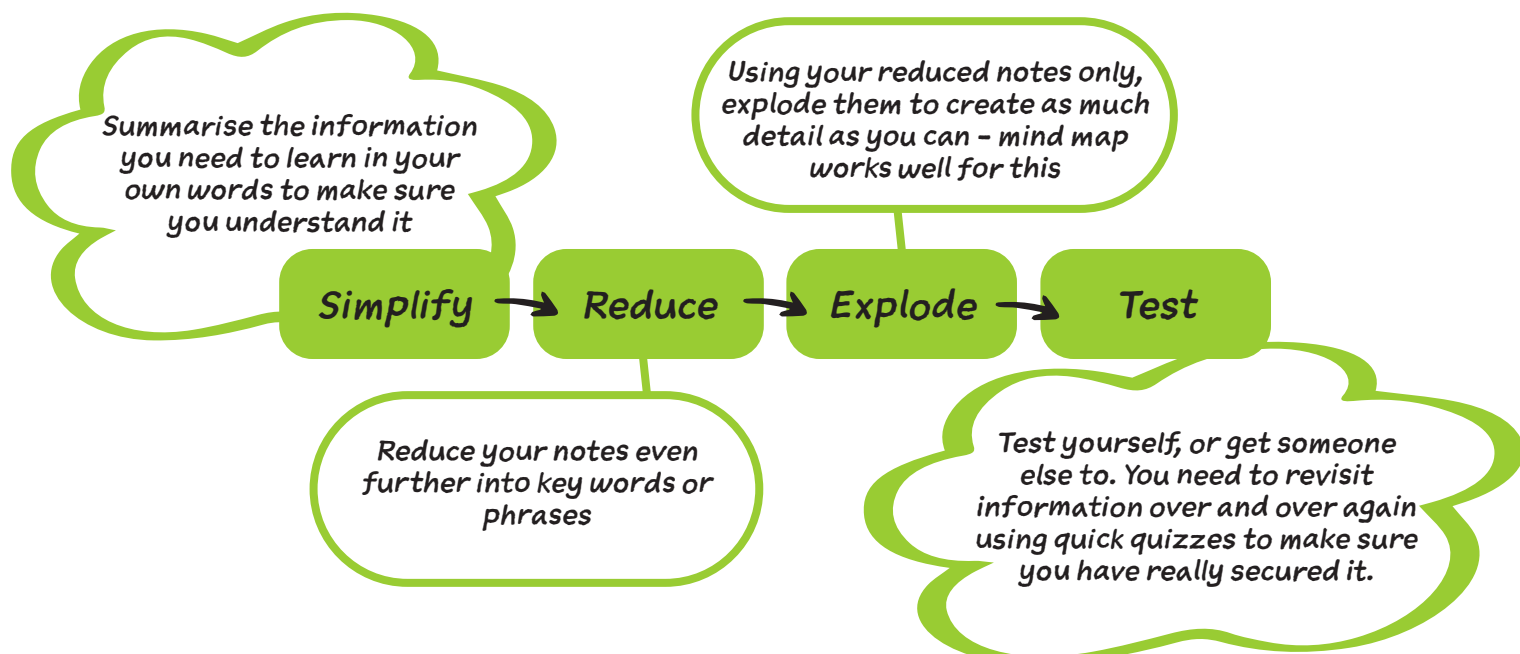 Summarise the information
you need to learn in your
own words to make sure
you understand it
Using your reduced notes only,
explode them to create as much
detail as you can – mind map
works well for this
Simplify
Reduce
Explode
Test
Reduce your notes even
further into key words or
phrases
Test yourself, or get someone
else to. You need to revisit
information over and over again
using quick quizzes to make sure
you have really secured it.